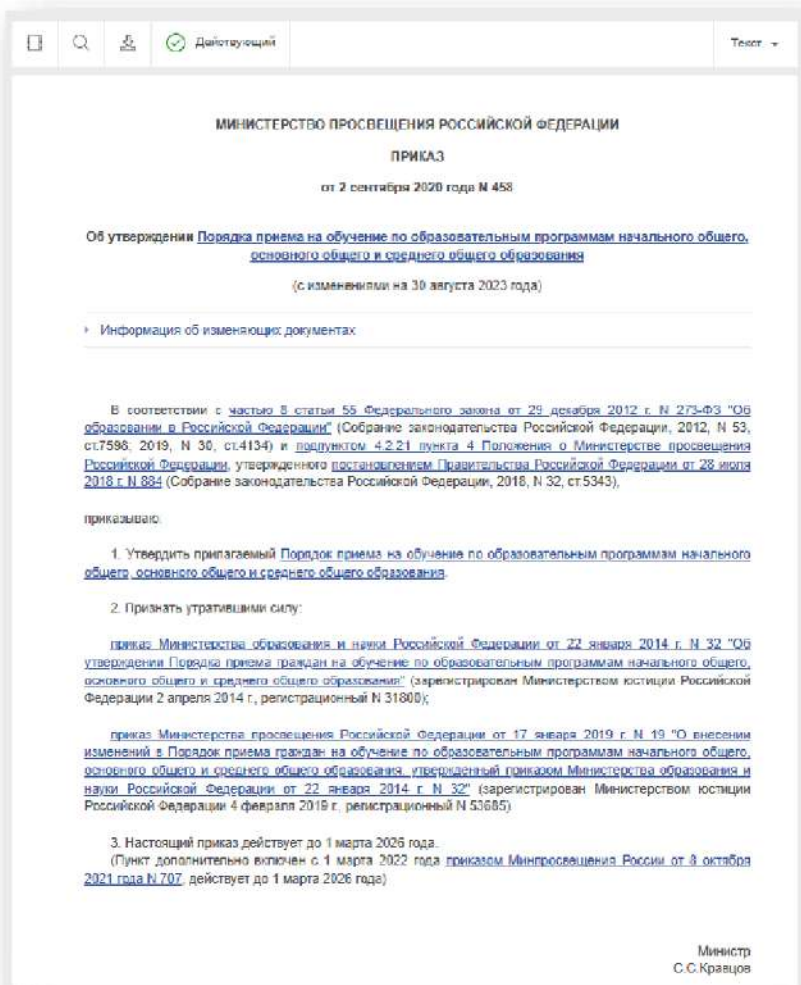 Действующий
Текст
МИНИСТЕРСТВО ПРОСВЕЩЕНИЯ РОССИЙСКОЙ ФЕДЕРАЦИИ
ПРИКАЗ
от 2 сентября 2020 года N 458
Об утверждении Порядка приема на обучение по образовательным программам начального общего,
основного общего и среднего общего образования
(с изменениями на 30 августа 2023 года)
Информация об изменяющих документах
В соответствии с частью 8 статьи 55 Федерального закона от 29 декабря 2012 г. N 273-ФЗ "Об
образовании в Российской Федерации" (Собрание законодательства Российской Федерации, 2012, N 53,
ст.7598; 2019, N 30, ст.4134) и подпунктом 4.2.21 пункта 4 Положения о Министерстве просвещения
Российской Федерации, утвержденного постановлением Правительства Российской Федерации от 28 июля
2018 г. N 884 (Собрание законодательства Российской Федерации, 2018, N 32, ст.5343),
приказываю:
1. Утвердить прилагаемый Порядок приема на обучение по образовательным программам начального
общего, основного общего и среднего общего образования.
2. Признать утратившими силу:
приказ Министерства образования и науки Российской Федерации от 22 января 2014 г. N 32 "Об
утверждении Порядка приема граждан на обучение по образовательным программам начального общего,
основного общего и среднего общего образования" (зарегистрирован Министерством юстиции Российской
Федерации 2 апреля 2014 г., регистрационный N 31800);
приказ Министерства просвещения Российской Федерации от 17 января 2019 г. N 19 "О внесении
изменений в Порядок приема граждан на обучение по образовательным программам начального общего,
основного общего и среднего общего образования, утвержденный приказом Министерства образования и
науки Российской Федерации от 22 января 2014 г. N 32" (зарегистрирован Министерством юстиции
Российской Федерации 4 февраля 2019 г., регистрационный N 53685).
3. Настоящий приказ действует до 1 марта 2026 года.
(Пункт дополнительно включен с 1 марта 2022 года приказом Минпросвещения России от 8 октября
2021 года N 707, действует до 1 марта 2026 года)
Министр
С.С.Кравцов